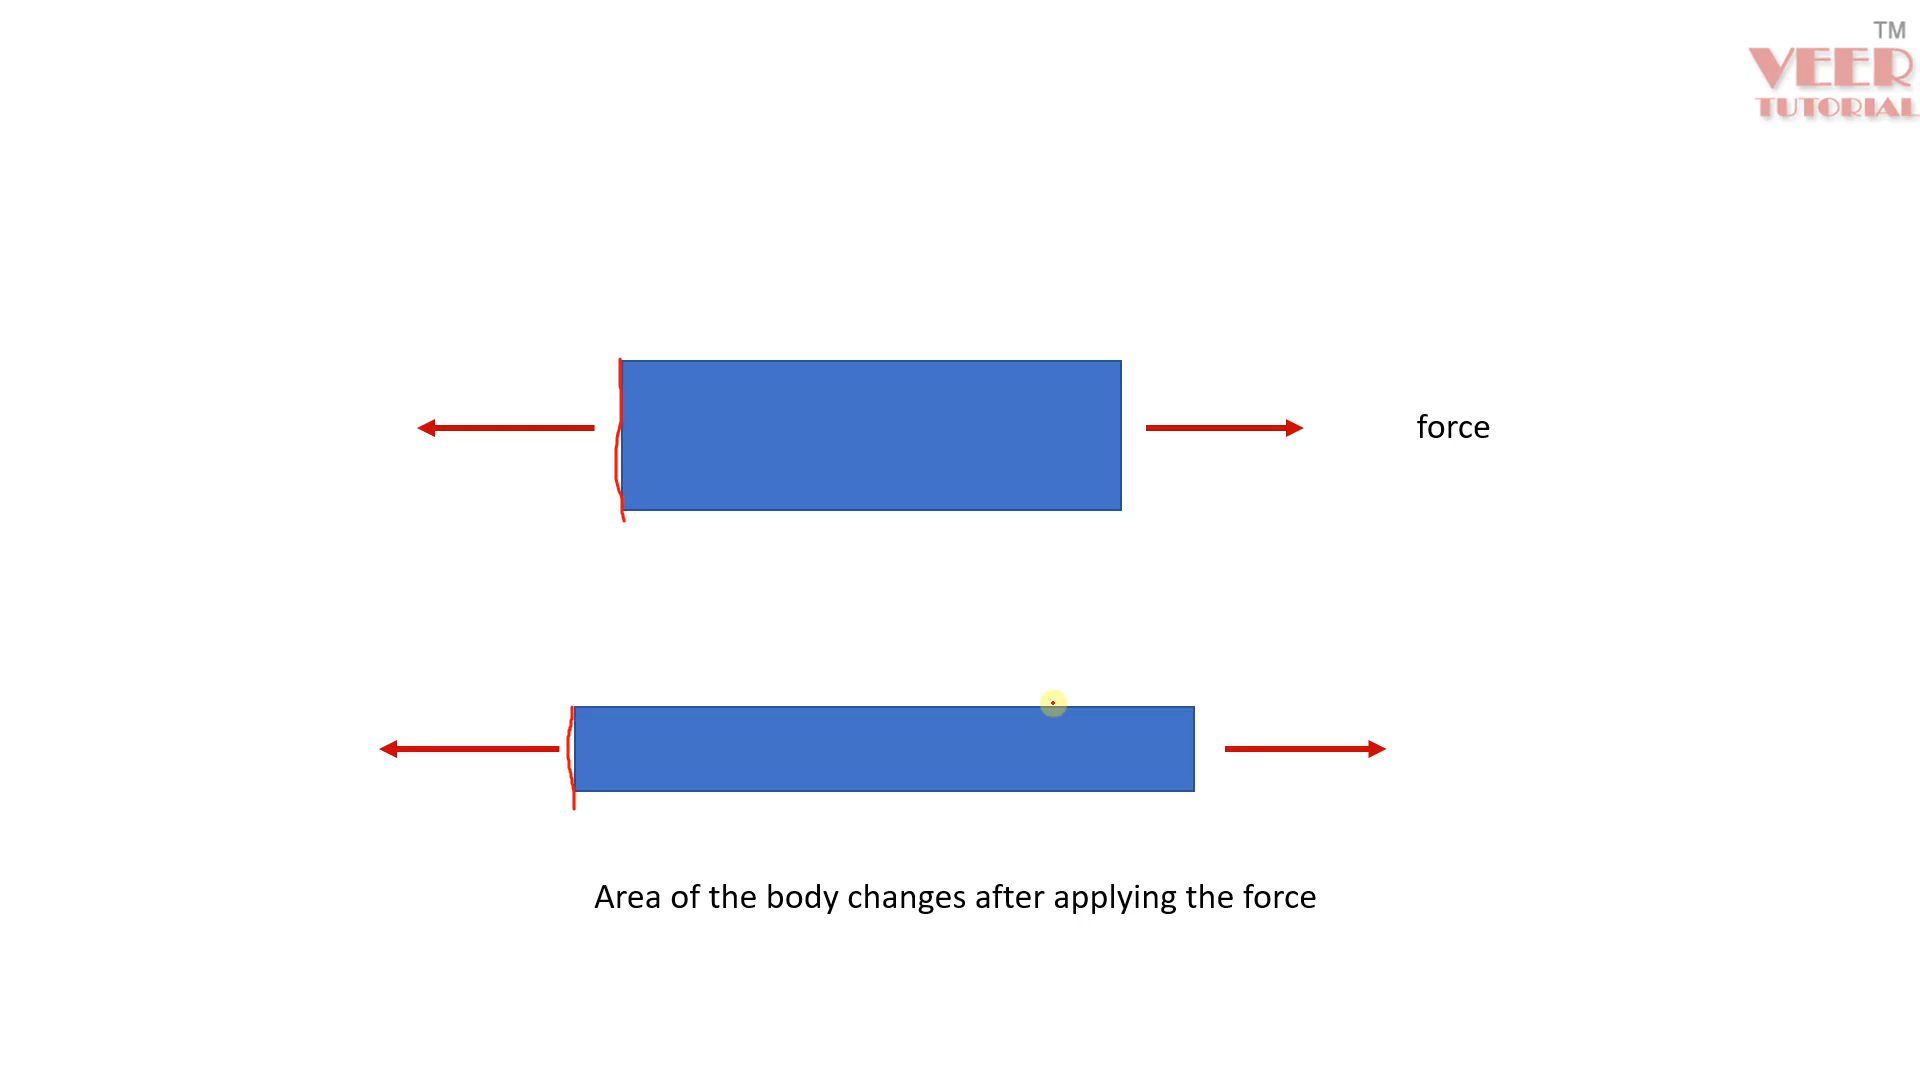 TM
VEER
TUTORIAL
force
Area of the body changes after applying the force